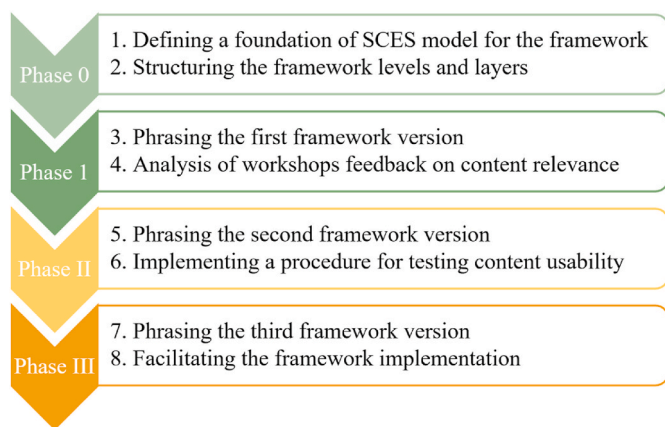 Phase 0
1. Defining a foundation of SCES model for the framework
2. Structuring the framework levels and layers
Phase 1
3. Phrasing the first framework version
4. Analysis of workshops feedback on content relevance
Phase II
5. Phrasing the second framework version
6. Implementing a procedure for testing content usability
Phase III
7. Phrasing the third framework version
8. Facilitating the framework implementation